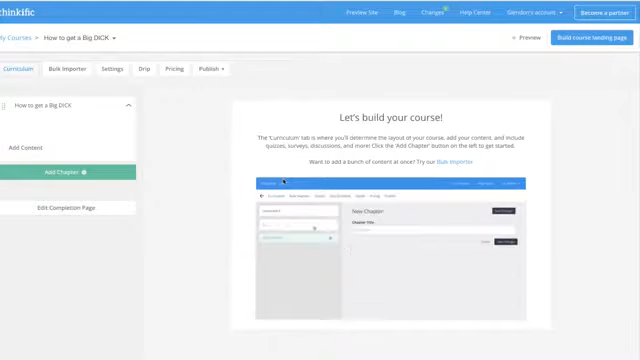 thinkific
Preview Site
Blog
Changes
Help Center
Glendon's account
Become a partner
My Courses > How to get a Big DICK
Preview
Build course landing page
Curriculum
Bulk Importer
Settings
Drip
Pricing
Publish
How to get a Big DICK
Add Content
Add Chapter
Edit Completion Page
Let's build your course!
The 'Curriculum' tab is where you'll determine the layout of your course, add your content, and include
quizzes, surveys, discussions, and more! Click the 'Add Chapter' button on the left to get started.
Want to add a bunch of content at once? Try our Bulk Importer.
New Chapter
Chapter Title